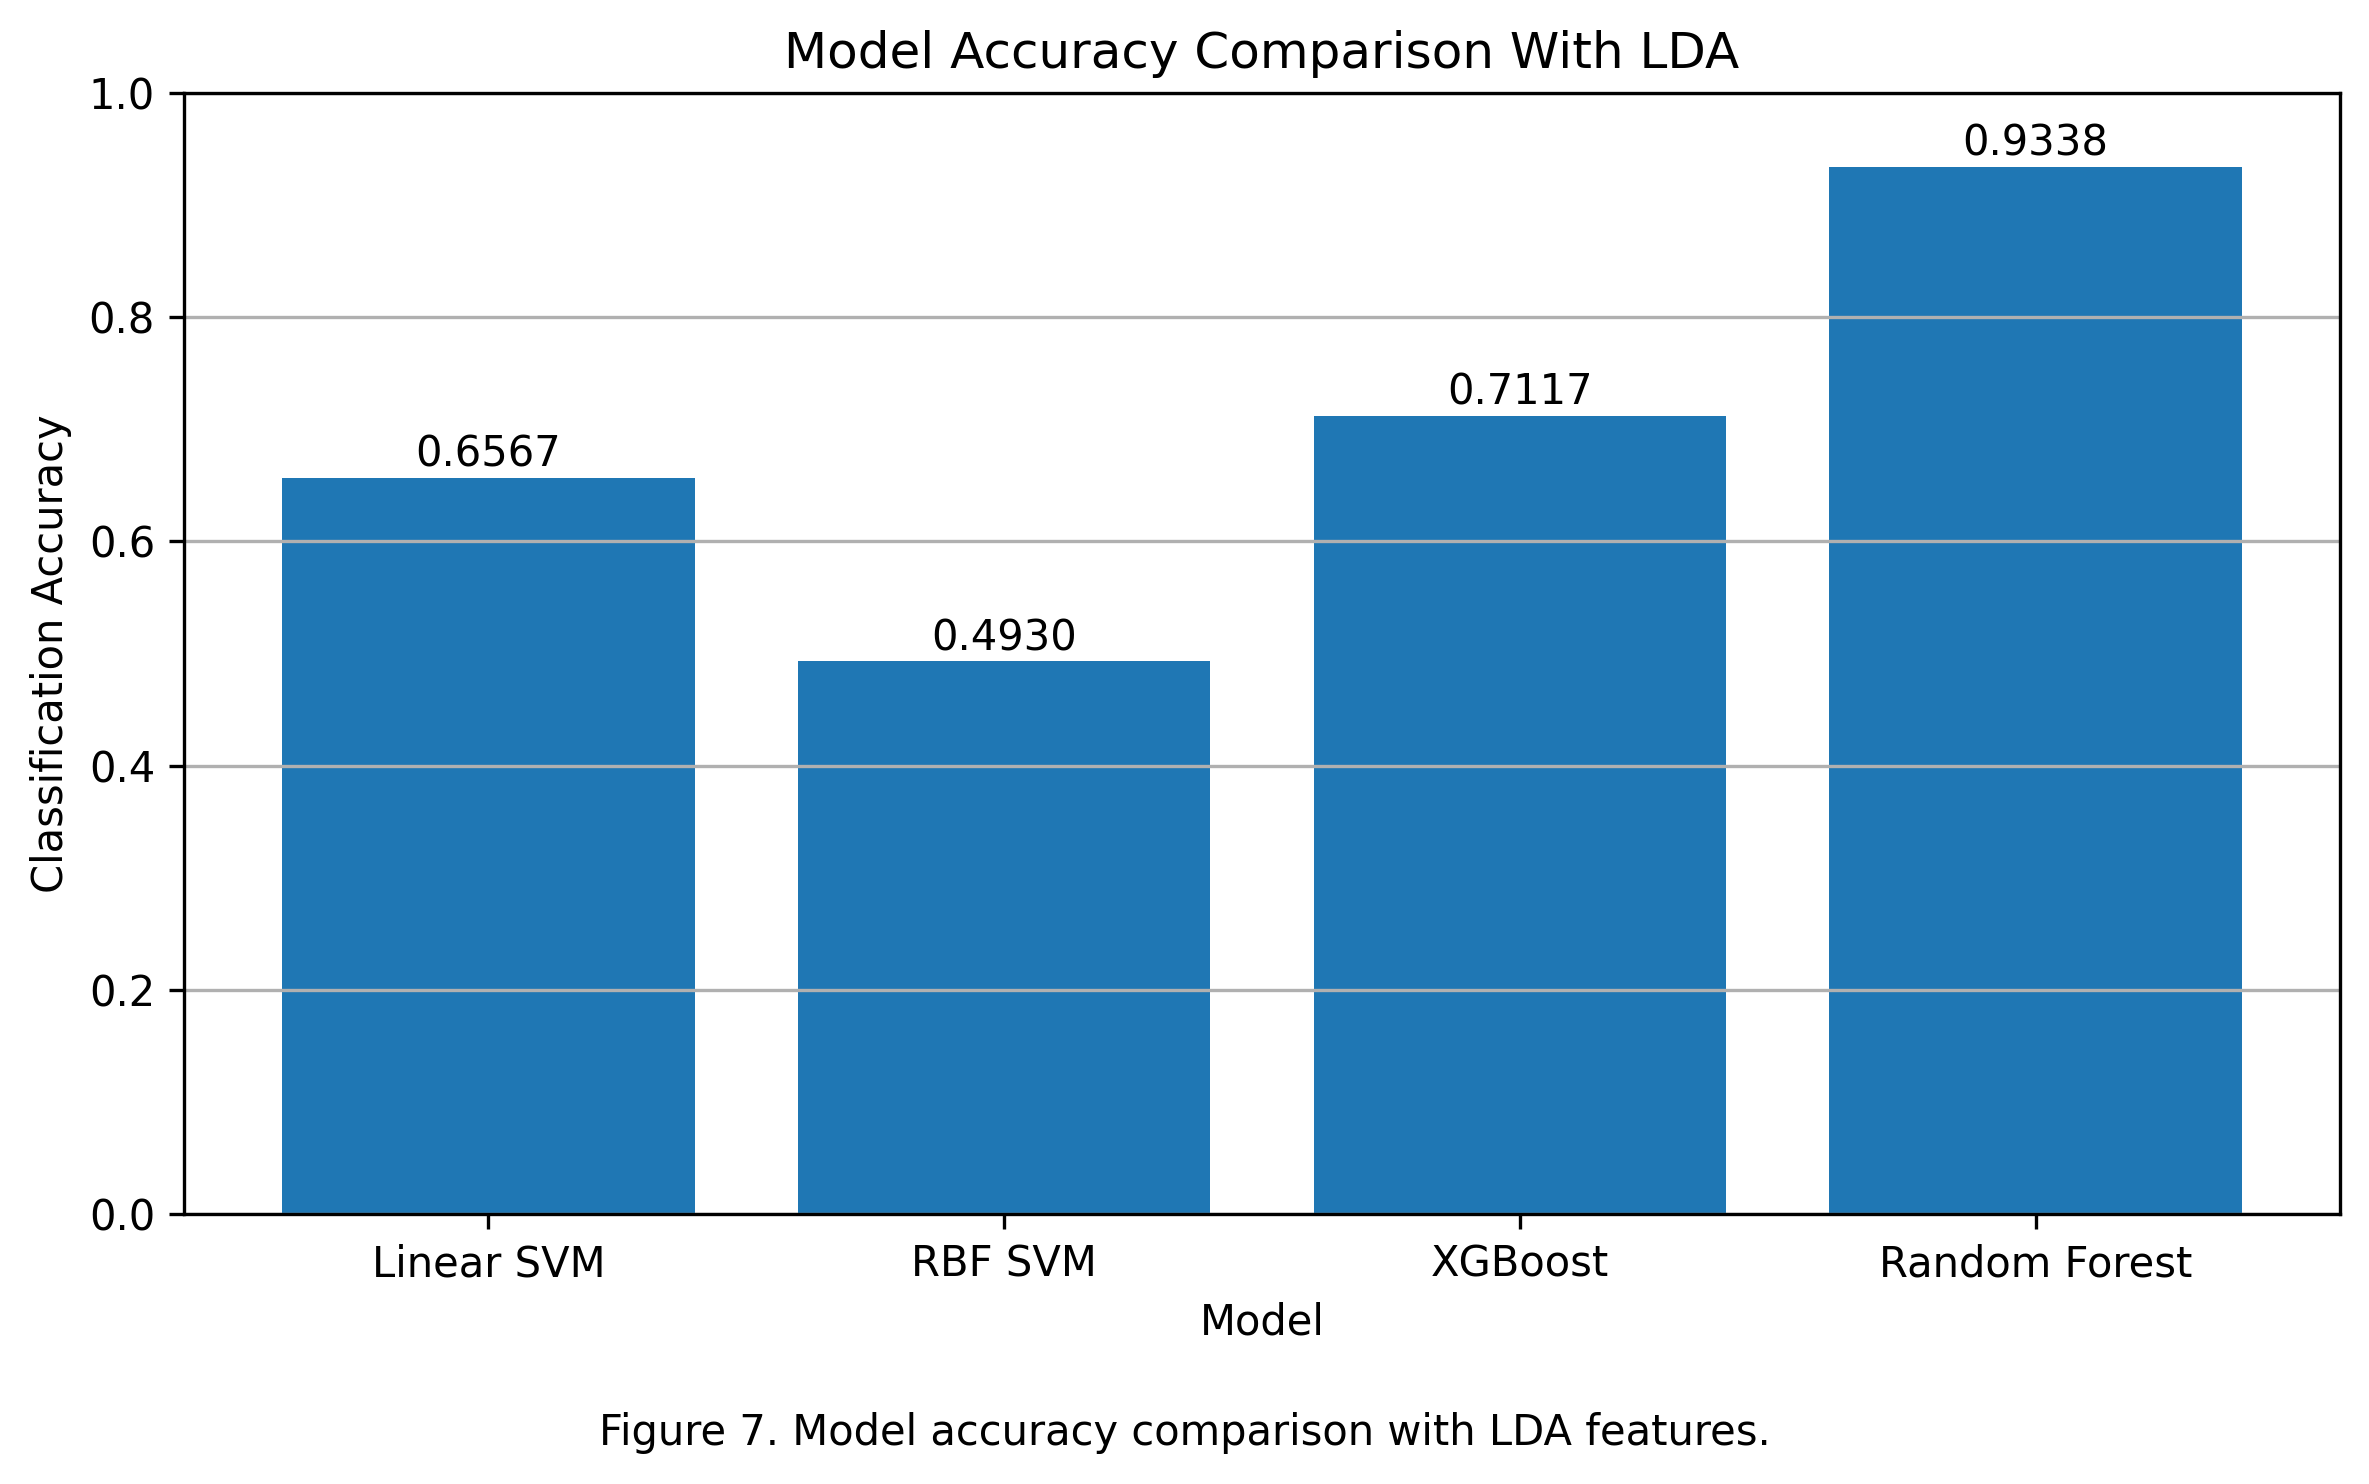 Model Accuracy Comparison With LDA
1.0
0.8
0.6
0.4
0.2
0.0
Classification Accuracy
0.6567
0.4930
0.7117
0.9338
Linear SVM
RBF SVM
XGBoost
Random Forest
Model
Figure 7. Model accuracy comparison with LDA features.